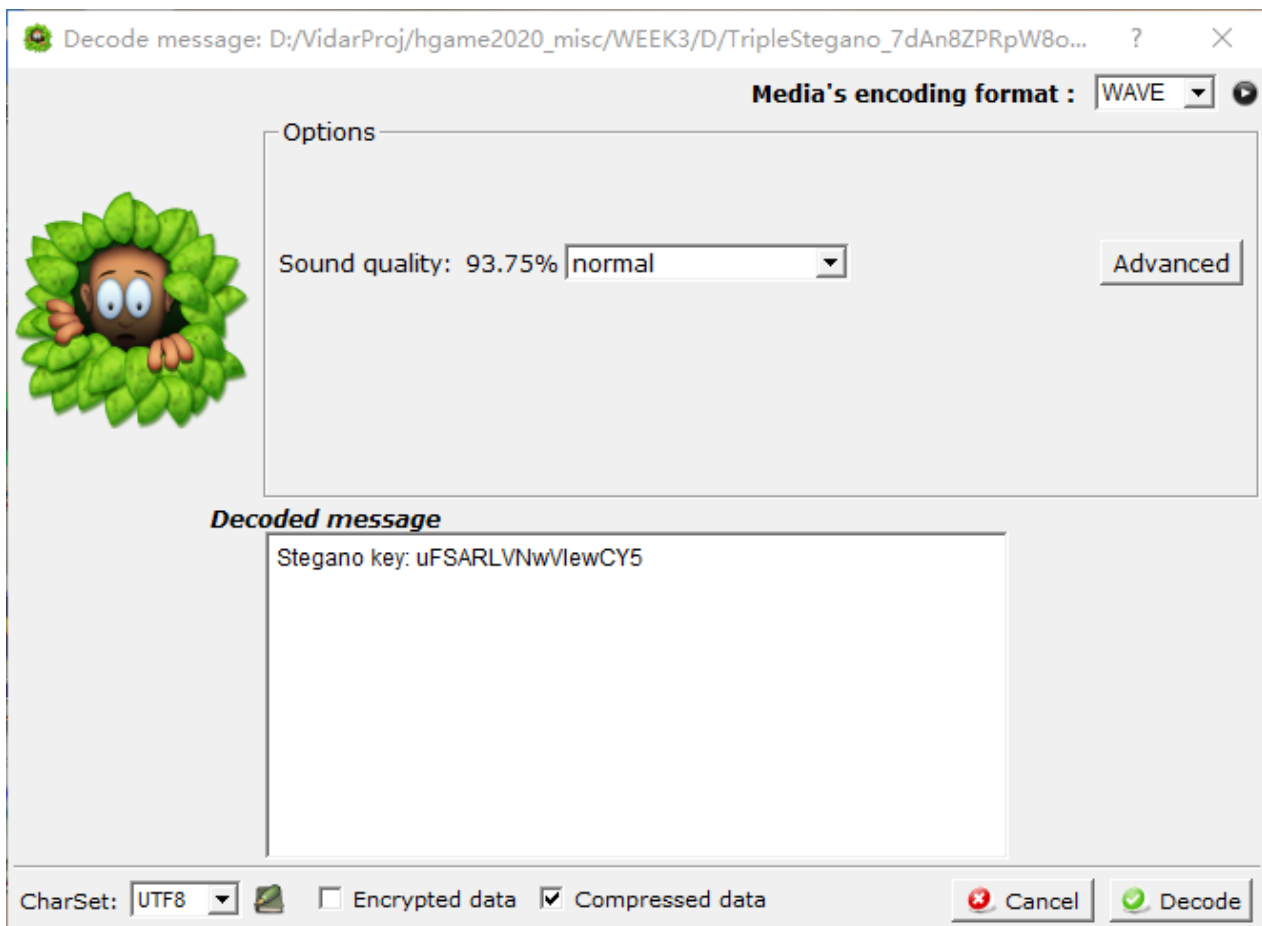 Decode message: D:/VidarProj/hgame2020_misc/WEEK3/D/TripleStegano_7dAn8ZPRpW8o... ?
Media's encoding format : WAVE
Options
Sound quality: 93.75% normal Advanced
Decoded message
Stegano key: uFSARLVNwVIewCY5
CharSet: UTF8 Encrypted data Compressed data Cancel Decode